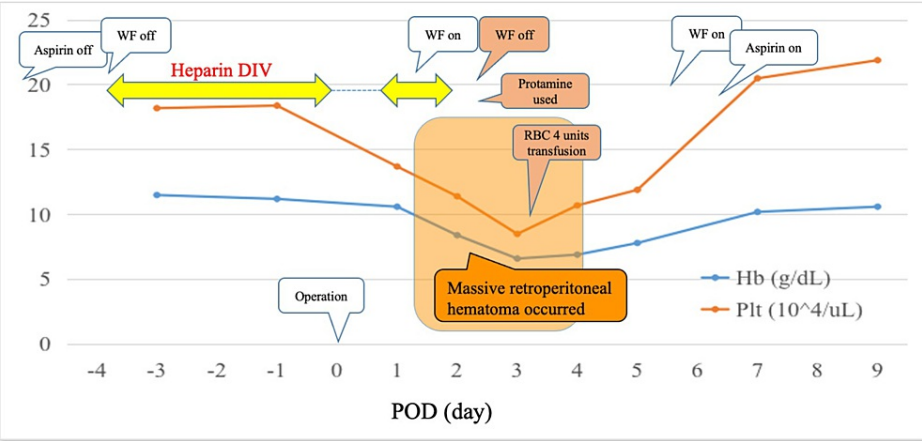 25
20
15
10
5
0
Aspirin off
WF off
WF on
WF off
WF on
Aspirin on
Heparin DIV
Protamine
used
RBC 4 units
transfusion
Operation
Massive retroperitoneal
hematoma occurred
Hb (g/dL)
Plt (10^4/uL)
-4 -3 -2 -1 0 1 2 3 4 5 6 7 8 9
POD (day)